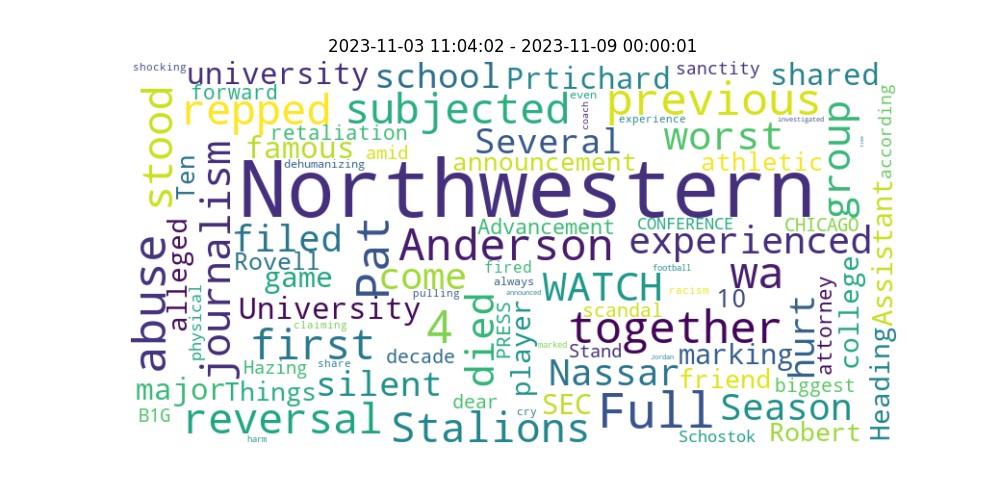 2023-11-03 11:04:02 - 2023-11-09 00:00:01
shocking
university
school
Prtichard
sanctity
shared
forward
repped
subjected
even
coach
previous
experience
investigated
according
stood
Ten
journalism
retaliation
famous
amid
Several
announcement
worst
athletic
group
time
dehumanizing
Northwestern
abuse
alleged
filed
Rovell
game
Pat
Anderson
Advancement
CONFERENCE
CHICAGO
experienced
Assistant
come
fired
always
announced
pulling
WATCH
football
racism
wa
10
physical
University
claiming
4
died
PRESS
player
scandal
together
hurt
attorney
college
Heading
first
decade
marked
Stand
Jordan
marking
Hazing
share
Nassar
friend
biggest
major
Things
silent
dear
B1G
reversal
Stalions
cry
SEC
Full
Season
Schostok
Robert
harm